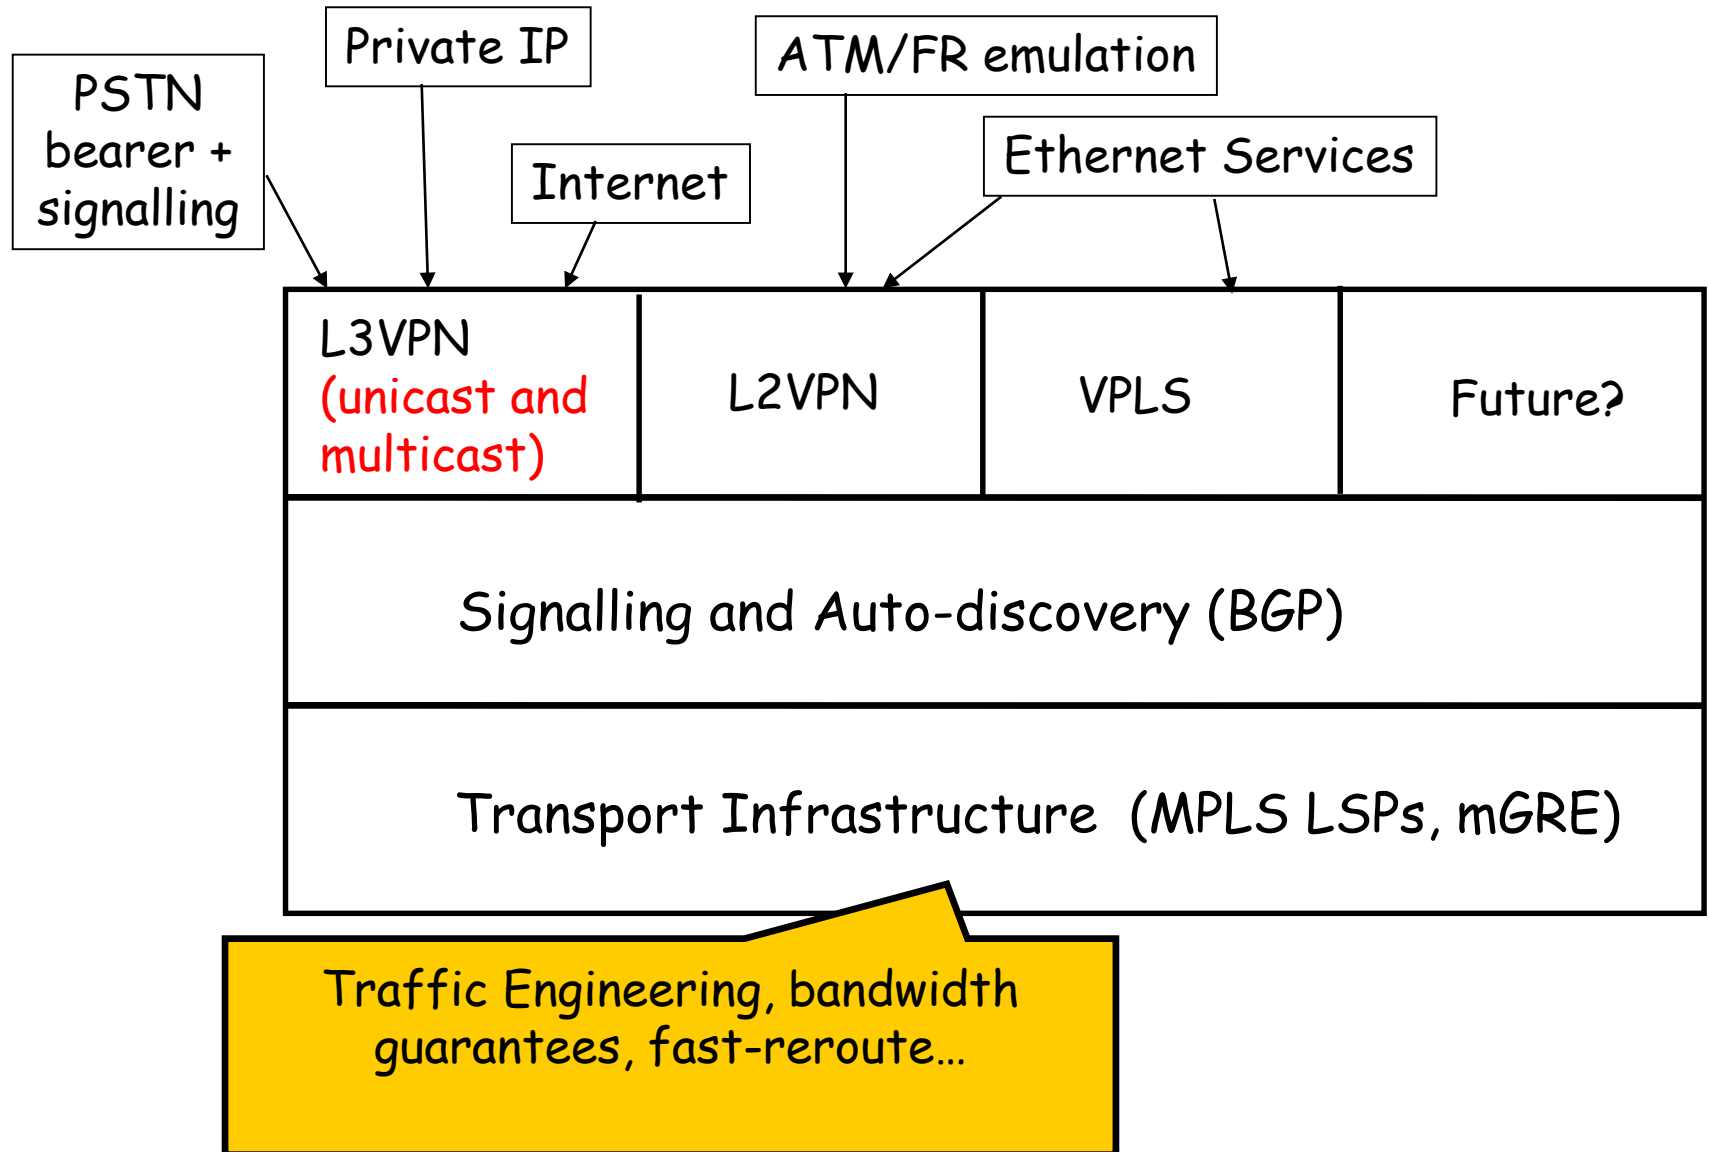 PSTN
bearer +
signalling
Private IP
Internet
ATM/FR emulation
Ethernet Services
L3VPN
(unicast and
multicast)
L2VPN
VPLS
Future?
Signalling and Auto-discovery (BGP)
Transport Infrastructure (MPLS LSPs, mGRE)
Traffic Engineering, bandwidth
guarantees, fast-reroute…